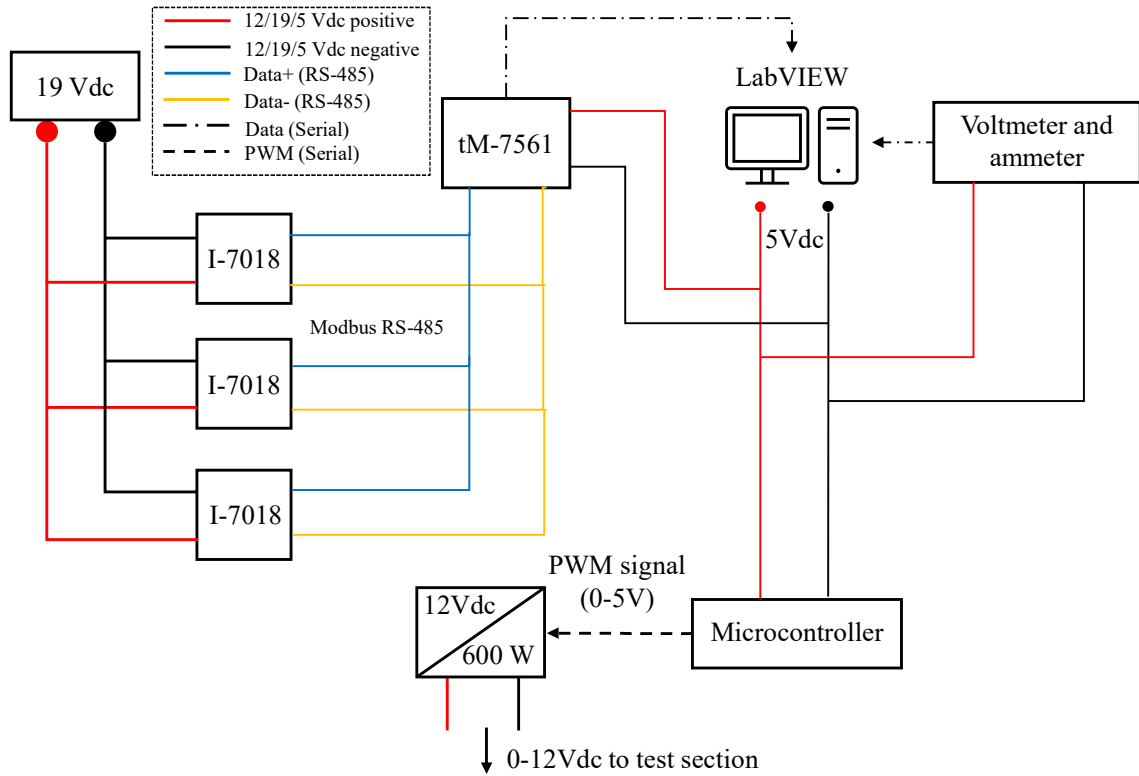 19 Vdc
12/19/5 Vdc positive
12/19/5 Vdc negative
Data+ (RS-485)
Data- (RS-485)
Data (Serial)
PWM (Serial)
tM-7561
LabVIEW
Voltmeter and
ammeter
5Vdc
I-7018
Modbus RS-485
I-7018
I-7018
PWM signal
(0-5V)
12Vdc
600 W
Microcontroller
0-12Vdc to test section